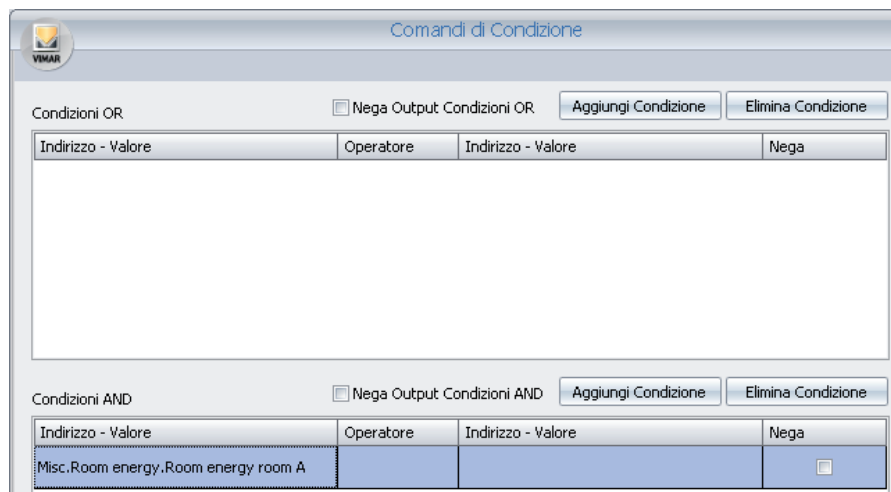 Comandi di Condizione
VIMAR
Condizioni OR
Nega Output Condizioni OR
Aggiungi Condizione
Elimina Condizione
Indirizzo - Valore
Operatore
Indirizzo - Valore
Nega
Condizioni AND
Nega Output Condizioni AND
Aggiungi Condizione
Elimina Condizione
Indirizzo - Valore
Operatore
Indirizzo - Valore
Nega
Misc.Room energy.Room energy room A